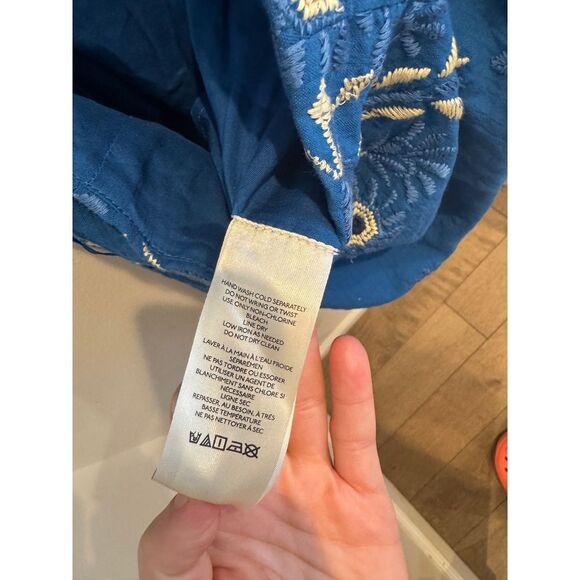 HAND WASH COLD SEPARATELY
DO NOT WRING OR TWIST
USE ONLY NON-CHLORINE
BLEACH
LINE DRY
LOW IRON AS NEEDED
DO NOT DRY CLEAN
LAVER À LA MAIN À L'EAU FROIDE
SÉPARÉMEN
NE PAS TORDRE OU ESSORER
UTILISER UN AGENT DE
BLANCHIMENT SANS CHLORE SI
NÉCESSAIRE
LIGNE SEC
REPASSER, AU BESOIN, À TRÈS
BASSE TEMPÉRATURE
NE PAS NETTOYER À SEC